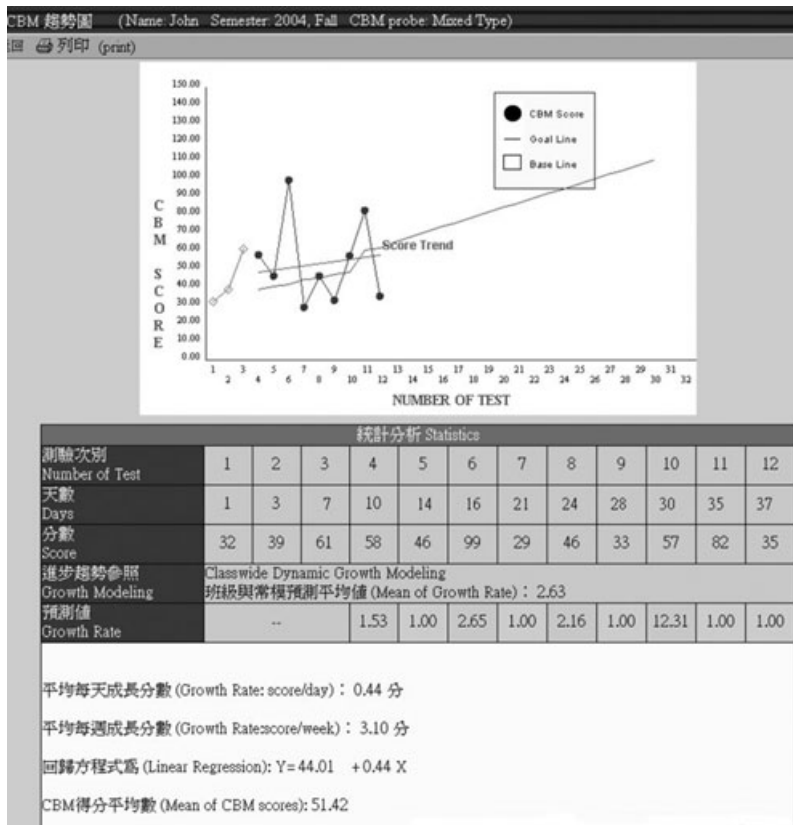 CBM 趨勢圖 (Name: John Semester: 2004, Fall CBM probe: Mixed Type)
回 列印 (print)
150.00
140.00
130.00
120.00
110.00
100.00
90.00
80.00
70.00
60.00
50.00
40.00
30.00
20.00
10.00
0.00
CBM SCORE
CBM Score
Goal Line
Base Line
Score Trend
1 3 5 7 9 11 13 15 17 19 21 23 25 27 29 31
2 4 6 8 10 12 14 16 18 20 22 24 26 28 30 32
NUMBER OF TEST
統計分析 Statistics
測驗次別 Number of Test 1 2 3 4 5 6 7 8 9 10 11 12
天數 Days 1 3 7 10 14 16 21 24 28 30 35 37
分數 Score 32 39 61 58 46 99 29 46 33 57 82 35
進步趨勢參照 Growth Modeling
Classwide Dynamic Growth Modeling
班級與常模預測平均值 (Mean of Growth Rate)：2.63
預測值 Growth Rate -- 1.53 1.00 2.65 1.00 2.16 1.00 12.31 1.00 1.00
平均每天成長分數 (Growth Rate: score/day)：0.44 分
平均每週成長分數 (Growth Rate:score/week)：3.10 分
回歸方程式為 (Linear Regression): Y=44.01 +0.44 X
CBM得分平均數 (Mean of CBM scores): 51.42